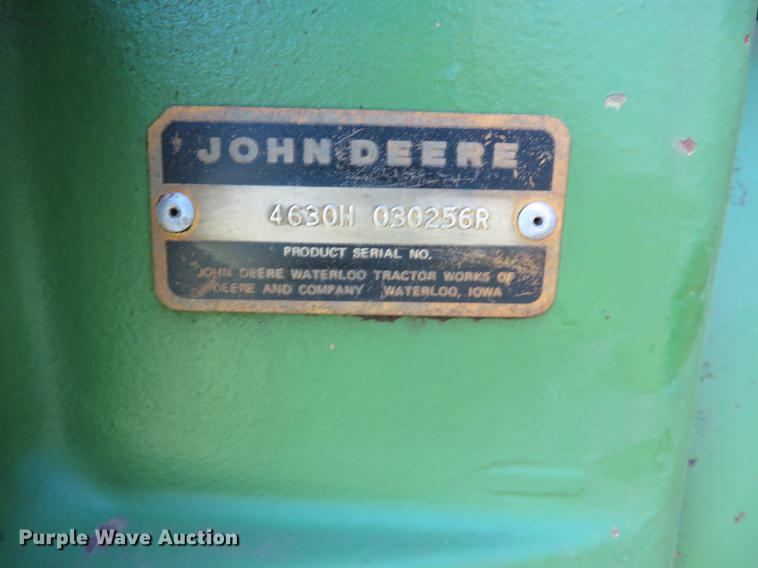 JOHN DEERE
4630H 030256R
PRODUCT SERIAL NO.
JOHN DEERE WATERLOO TRACTOR WORKS OF
DEERE AND COMPANY WATERLOO, IOWA
Purple Wave Auction